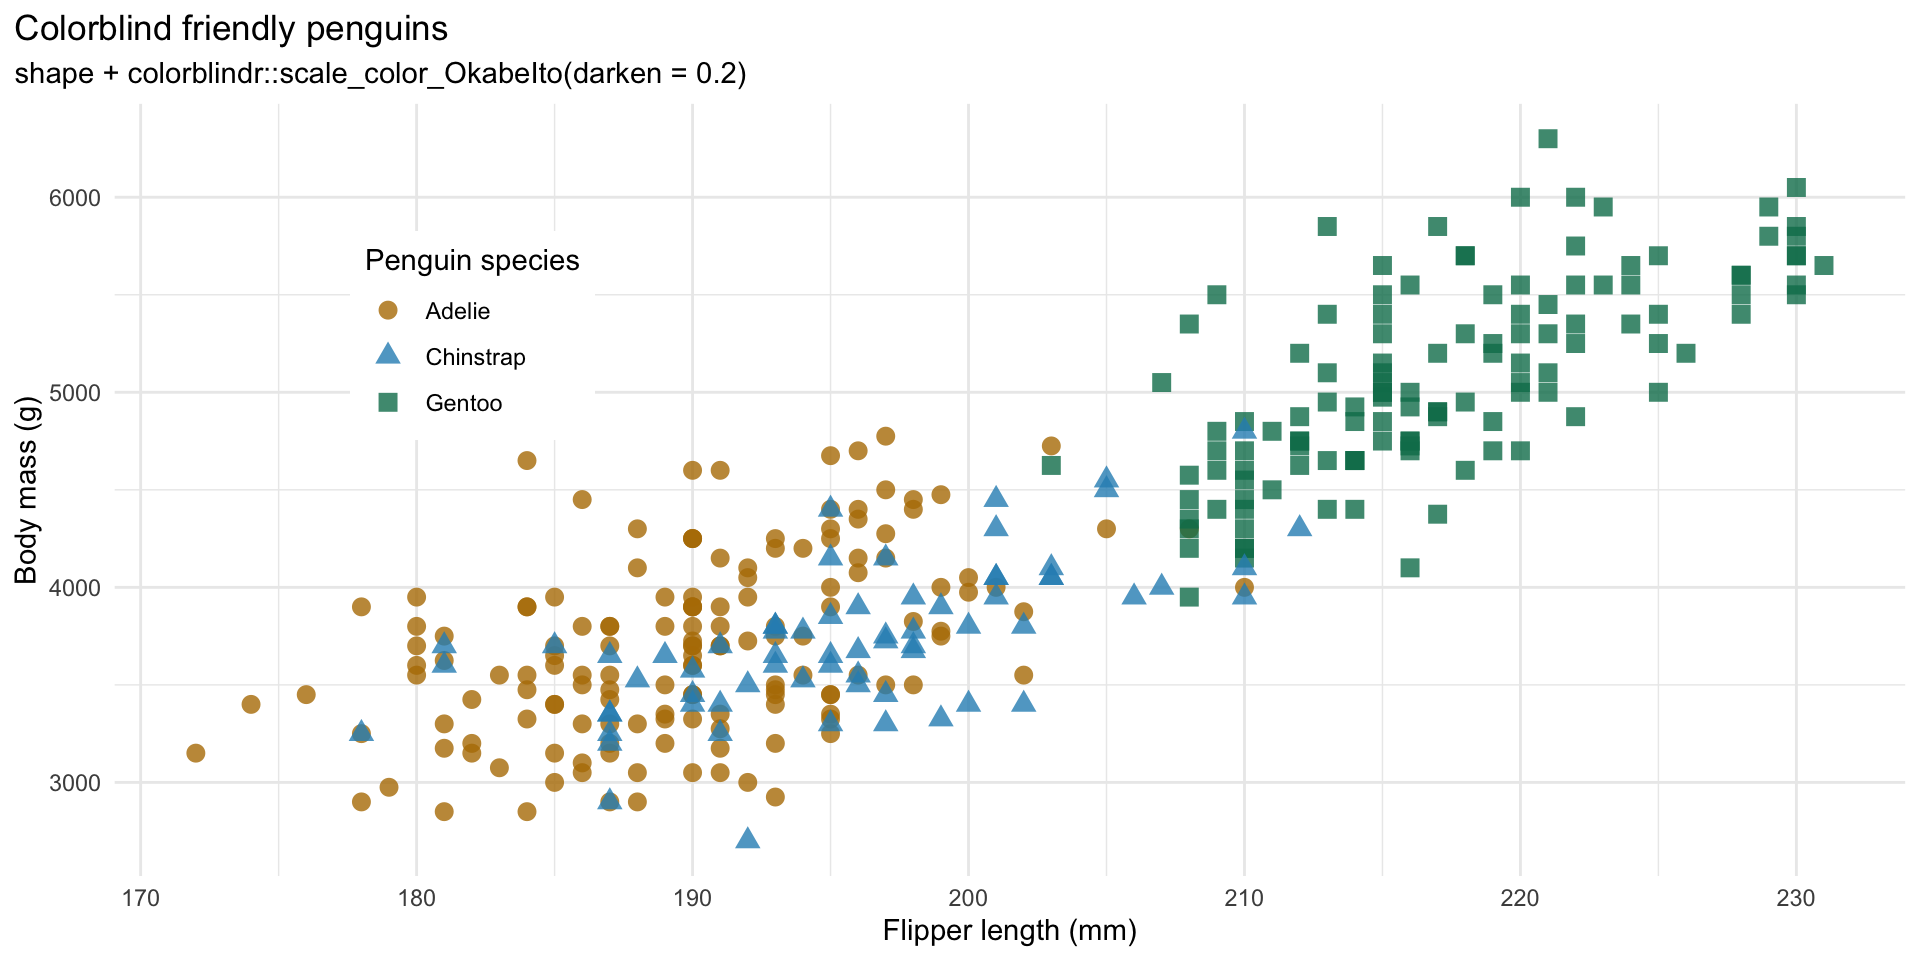 Colorblind friendly penguins
shape + colorblindr::scale_color_OkabeIto(darken = 0.2)
6000
5000
4000
3000
Body mass (g)
Penguin species
Adelie
Chinstrap
Gentoo
170 180 190 200 210 220 230
Flipper length (mm)